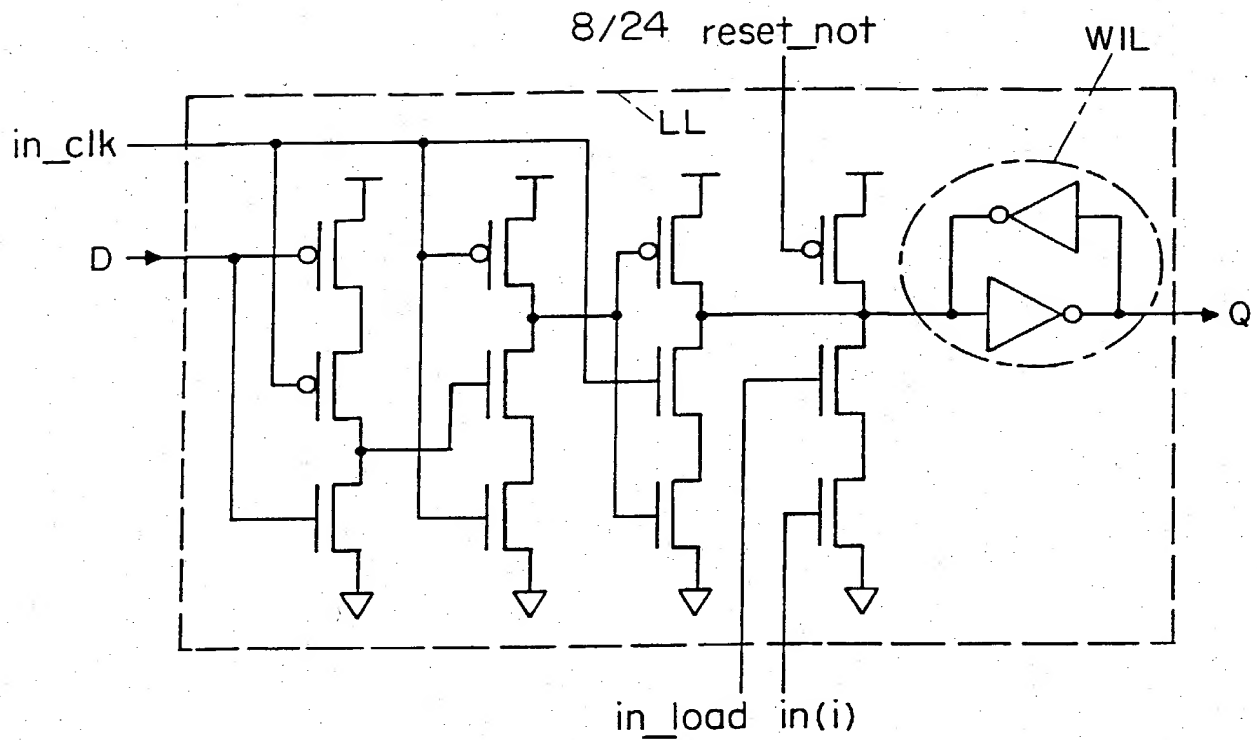 8/24 reset_not
WIL
LL
in_clk
D
Q
in_load in(i)